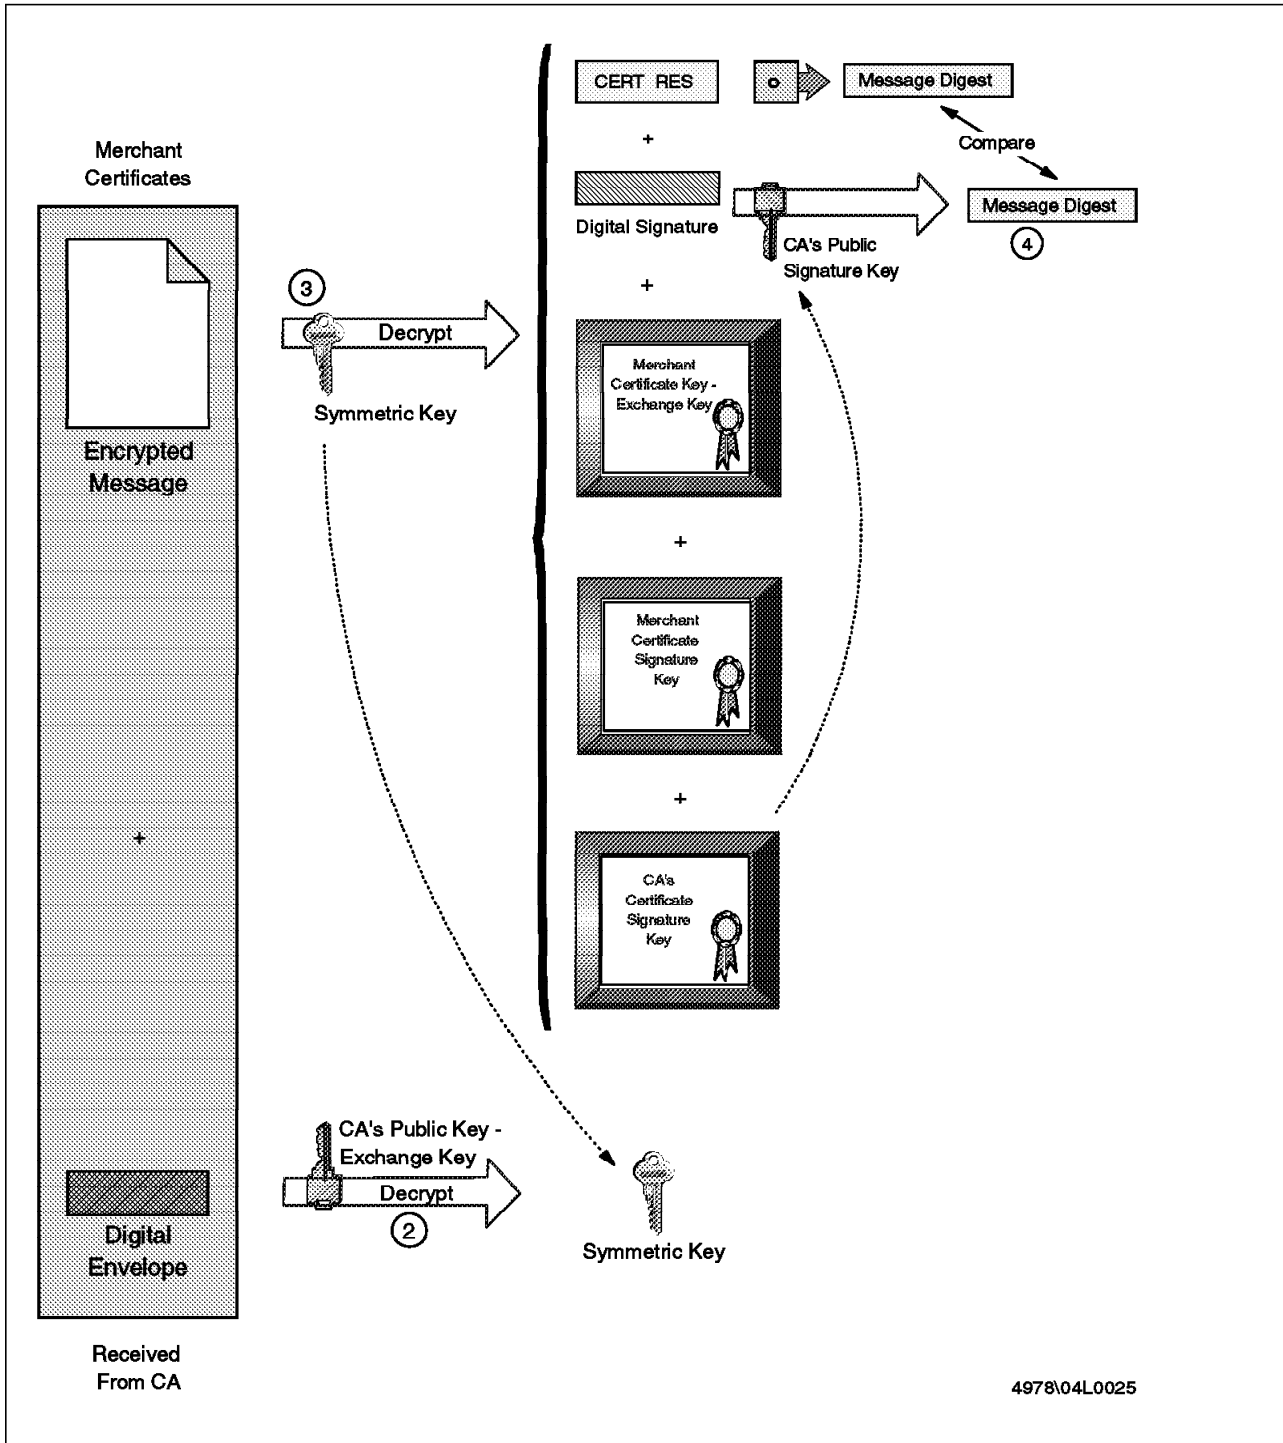 CERT RES
Message Digest
+
Compare
Merchant
Certificates
Digital Signature
Message Digest
4
CA's Public
Signature Key
+
3
Decrypt
Symmetric Key
Merchant
Certificate Key -
Exchange Key
Encrypted
Message
+
Merchant
Certificate
Signature
Key
+
+
CA's
Certificate
Signature
Key
CA's Public Key -
Exchange Key
Decrypt
2
Digital
Envelope
Symmetric Key
Received
From CA
4978\04L0025